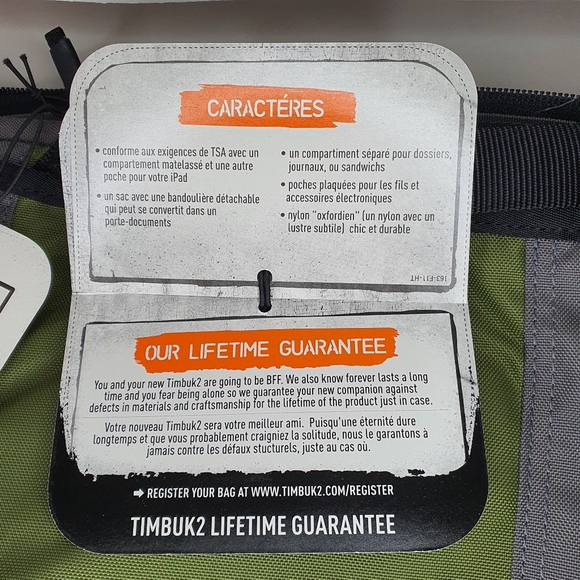 CARACTÉRES
• conforme aux exigences de TSA avec un
compartement matelassé et une autre
poche pour votre iPad
• un sac avec une bandoulière détachable
qui peut se convertit dans un
porte-documents
• un compartiment séparé pour dossiers,
journaux, ou sandwichs
• poches plaquées pour les fils et
accessoires électroniques
• nylon "oxfordien" (un nylon avec un
lustre subtile) chic et durable
163-F11-HT
OUR LIFETIME GUARANTEE
You and your new Timbuk2 are going to be BFF. We also know forever lasts a long
time and you fear being alone so we guarantee your new companion against
defects in materials and craftsmanship for the lifetime of the product just in case.
Votre nouveau Timbuk2 sera votre meilleur ami. Puisqu'une éternité dure
longtemps et que vous probablement craigniez la solitude, nous le garantons à
jamais contre les défaux stucturels, juste au cas où.
➡ REGISTER YOUR BAG AT WWW.TIMBUK2.COM/REGISTER
TIMBUK2 LIFETIME GUARANTEE